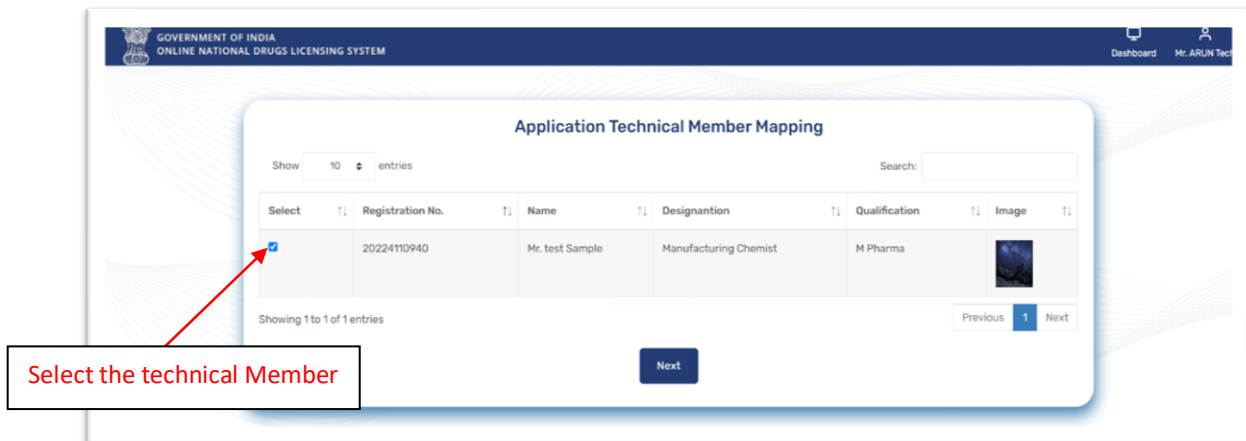 GOVERNMENT OF INDIA
ONLINE NATIONAL DRUGS LICENSING SYSTEM
Dashboard
Mr. ARUN Tech
Application Technical Member Mapping
Show 10 entries
Search:
Select Registration No. Name Designantion Qualification Image
20224110940 Mr. test Sample Manufacturing Chemist M Pharma
Showing 1 to 1 of 1 entries
Previous 1 Next
Next
Select the technical Member